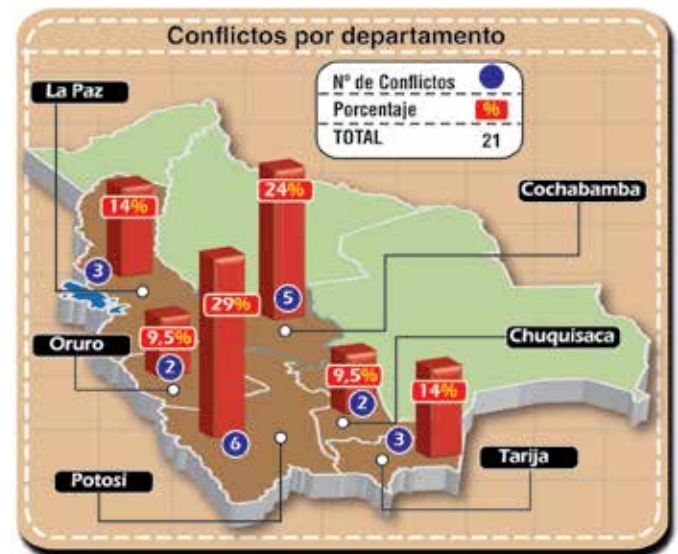 Conflictos por departamento
Nº de Conflictos
Porcentaje %
TOTAL 21
La Paz
14%
3
24%
5
Cochabamba
29%
6
Oruro
9,5%
2
Chuquisaca
9,5%
2
14%
3
Potosí
Tarija